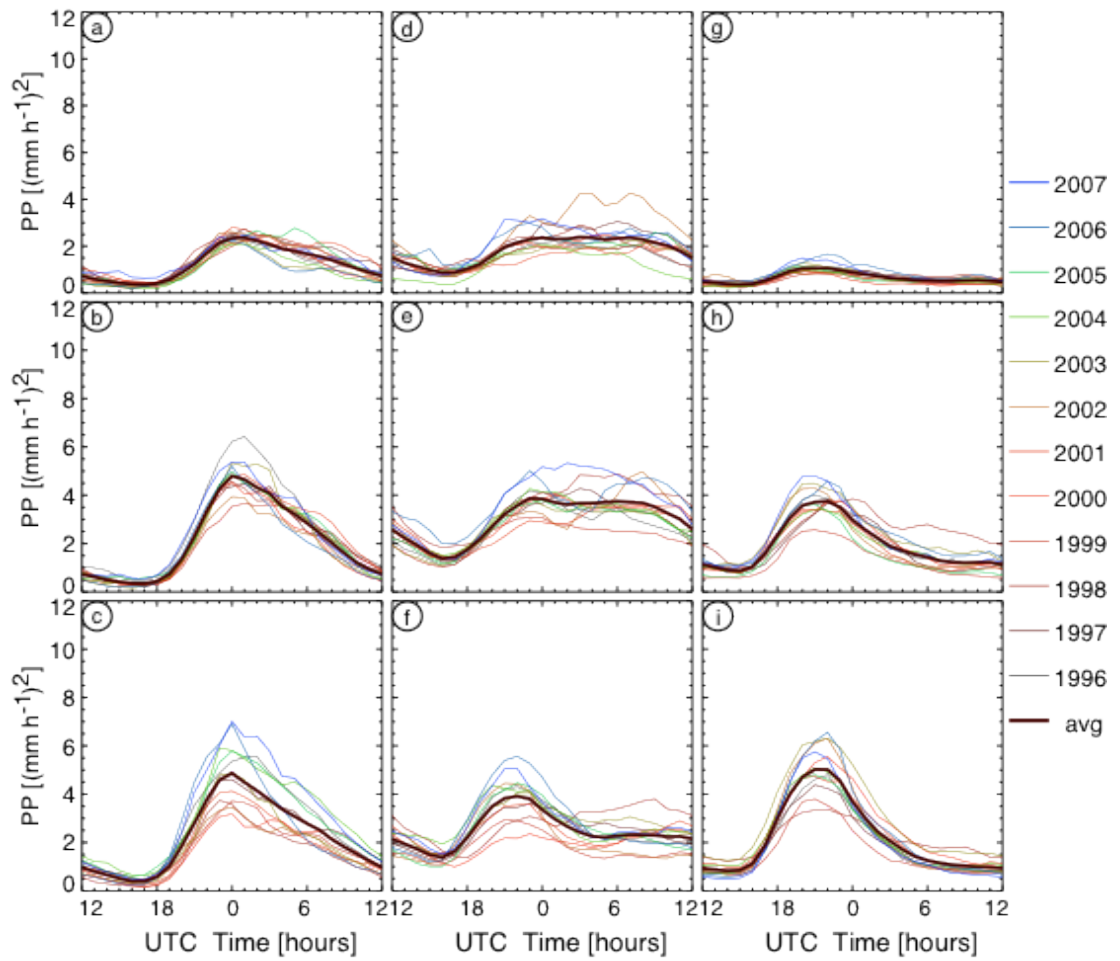 12
10
8
6
4
2
0
PP [(mm h-1)2]
a
d
g
12
10
8
6
4
2
0
PP [(mm h-1)2]
b
e
h
12
10
8
6
4
2
0
PP [(mm h-1)2]
c
f
i
12 18 0 6 12 18 0 6 12 18 0 6 12
UTC Time [hours]
UTC Time [hours]
UTC Time [hours]
2007
2006
2005
2004
2003
2002
2001
2000
1999
1998
1997
1996
avg